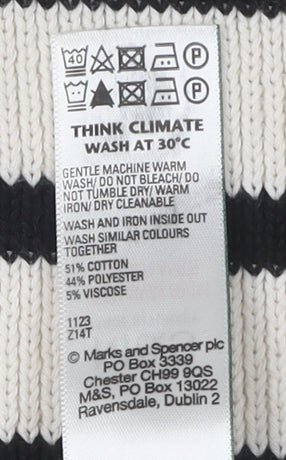 40 P
P
THINK CLIMATE
WASH AT 30°C
GENTLE MACHINE WARM
WASH/ DO NOT BLEACH/ DO
NOT TUMBLE DRY/ WARM
IRON/ DRY CLEANABLE
WASH AND IRON INSIDE OUT
WASH SIMILAR COLOURS
TOGETHER
51% COTTON
44% POLYESTER
5% VISCOSE
1123
Z14T
© Marks and Spencer plc
PO Box 3339
Chester CH99 9QS
M&S, PO Box 13022
Ravensdale, Dublin 2